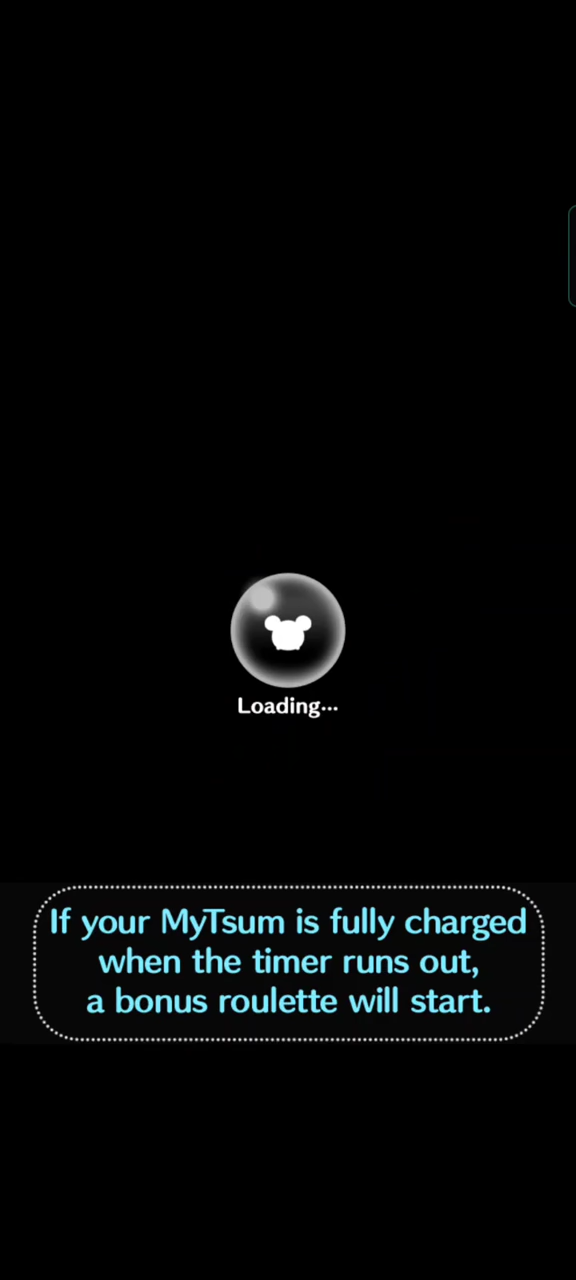 Loading···
If your MyTsum is fully charged
when the timer runs out,
a bonus roulette will start.